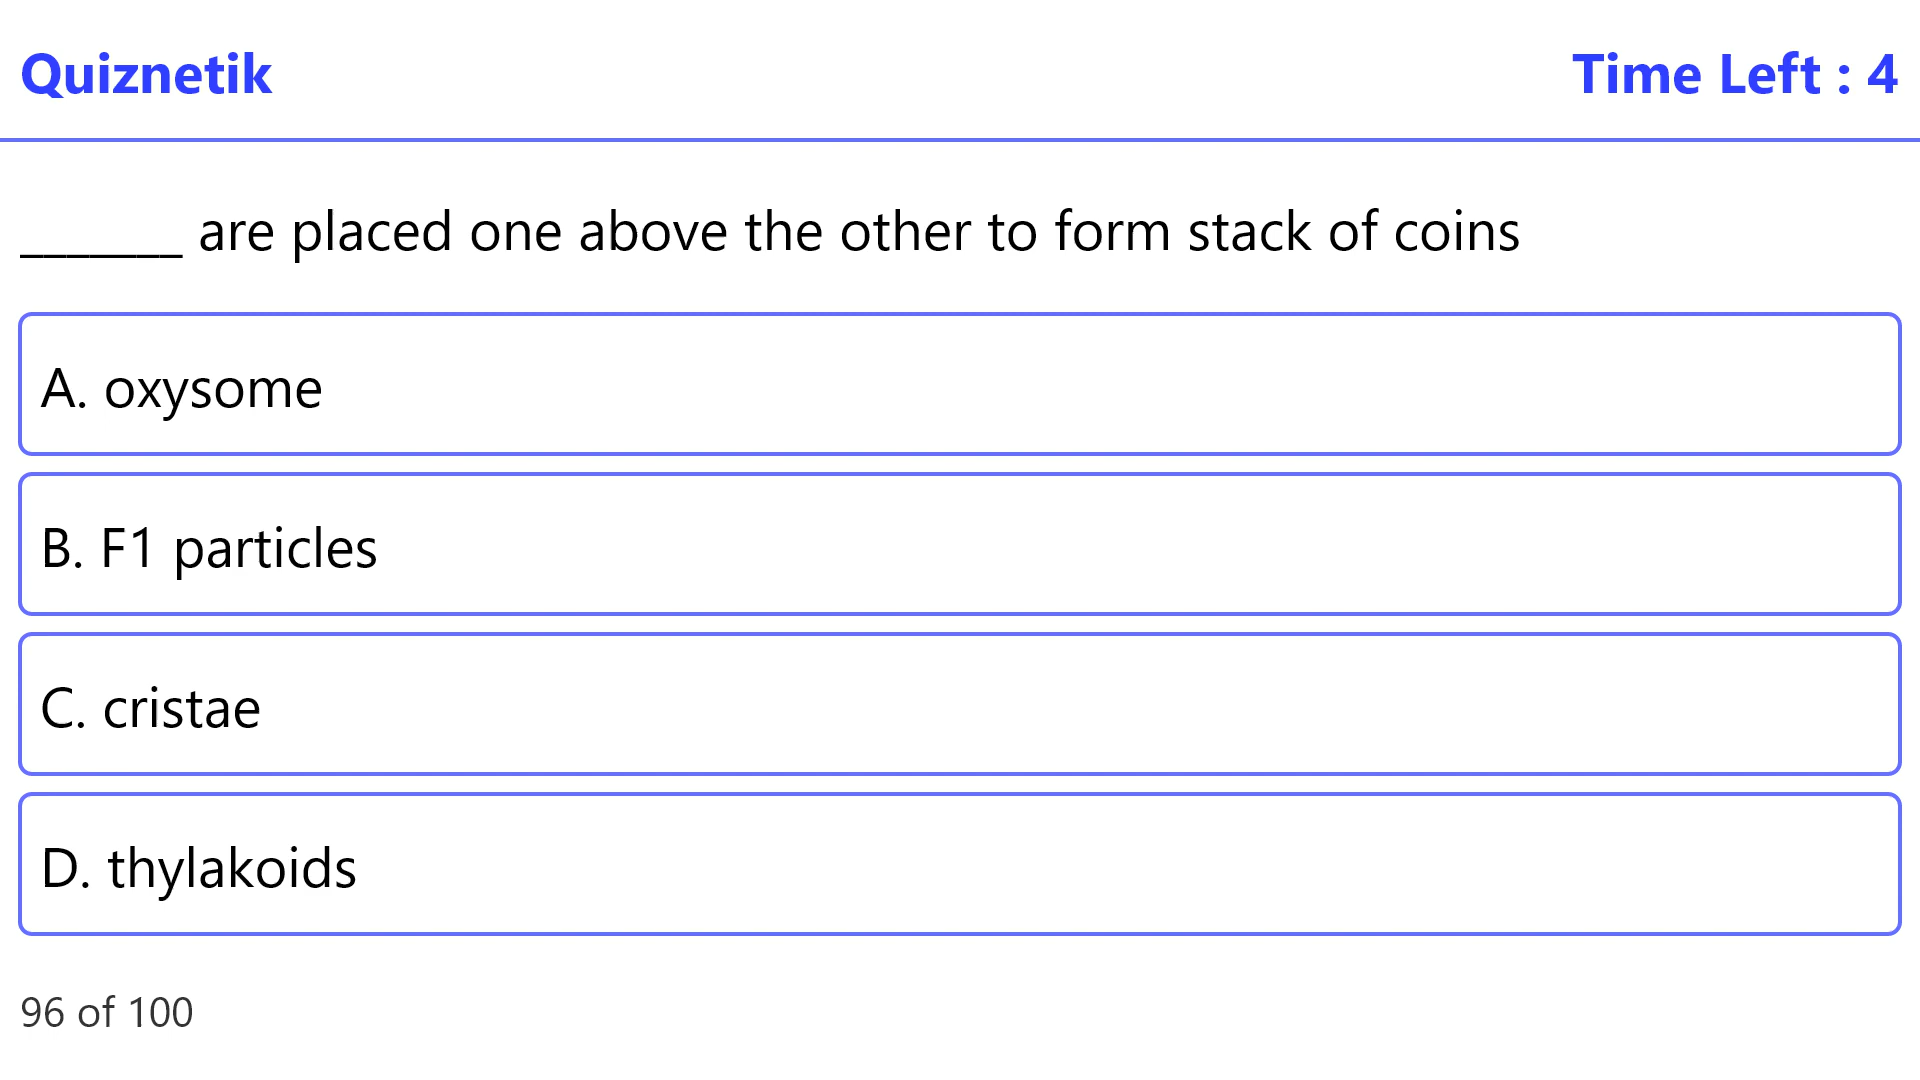 Quiznetik
Time Left : 4
_______ are placed one above the other to form stack of coins
A. oxysome
B. F1 particles
C. cristae
D. thylakoids
96 of 100